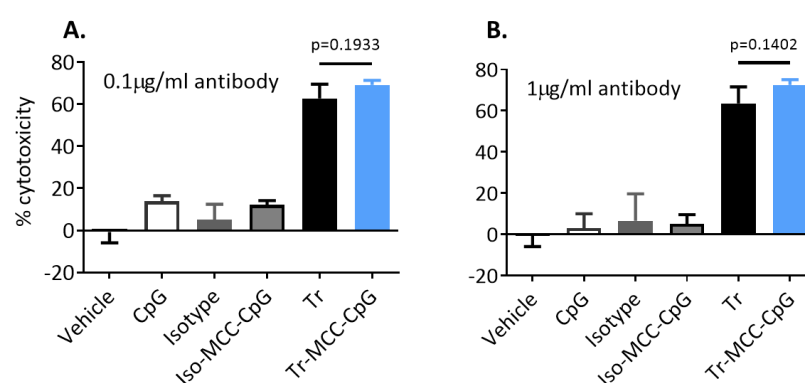 A.
p=0.1933
0.1µg/ml antibody
% cytotoxicity
80
60
40
20
0
-20
Vehicle
CpG
Isotype
Iso-MCC-CpG
Tr
Tr-MCC-CpG
B.
p=0.1402
1µg/ml antibody
80
60
40
20
0
-20
Vehicle
CpG
Isotype
Iso-MCC-CpG
Tr
Tr-MCC-CpG